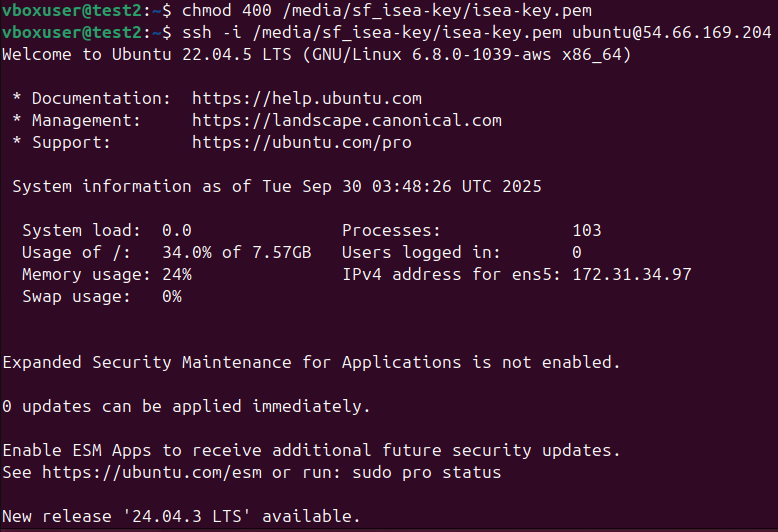 vboxuser@test2:~$ chmod 400 /media/sf_isea-key/isea-key.pem
vboxuser@test2:~$ ssh -i /media/sf_isea-key/isea-key.pem ubuntu@54.66.169.204
Welcome to Ubuntu 22.04.5 LTS (GNU/Linux 6.8.0-1039-aws x86_64)

 * Documentation:  https://help.ubuntu.com
 * Management:     https://landscape.canonical.com
 * Support:        https://ubuntu.com/pro

 System information as of Tue Sep 30 03:48:26 UTC 2025

  System load:  0.0               Processes:             103
  Usage of /:   34.0% of 7.57GB   Users logged in:       0
  Memory usage: 24%               IPv4 address for ens5: 172.31.34.97
  Swap usage:   0%

Expanded Security Maintenance for Applications is not enabled.

0 updates can be applied immediately.

Enable ESM Apps to receive additional future security updates.
See https://ubuntu.com/esm or run: sudo pro status

New release '24.04.3 LTS' available.